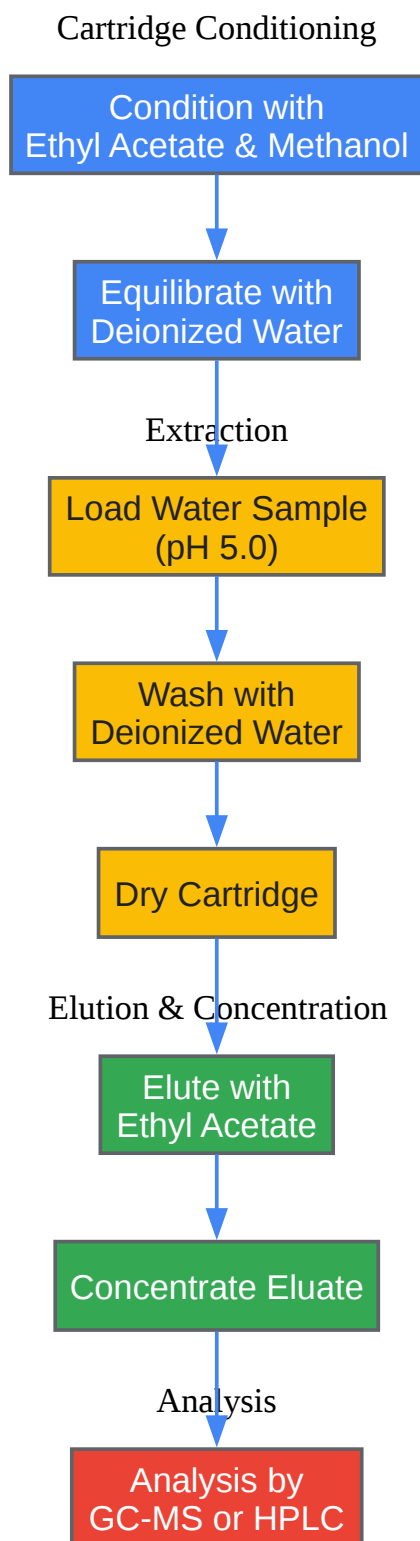 Cartridge Conditioning
Condition with
Ethyl Acetate & Methanol
Equilibrate with
Deionized Water
Extraction
Load Water Sample
(pH 5.0)
Wash with
Deionized Water
Dry Cartridge
Elution & Concentration
Elute with
Ethyl Acetate
Concentrate Eluate
Analysis
Analysis by
GC-MS or HPLC